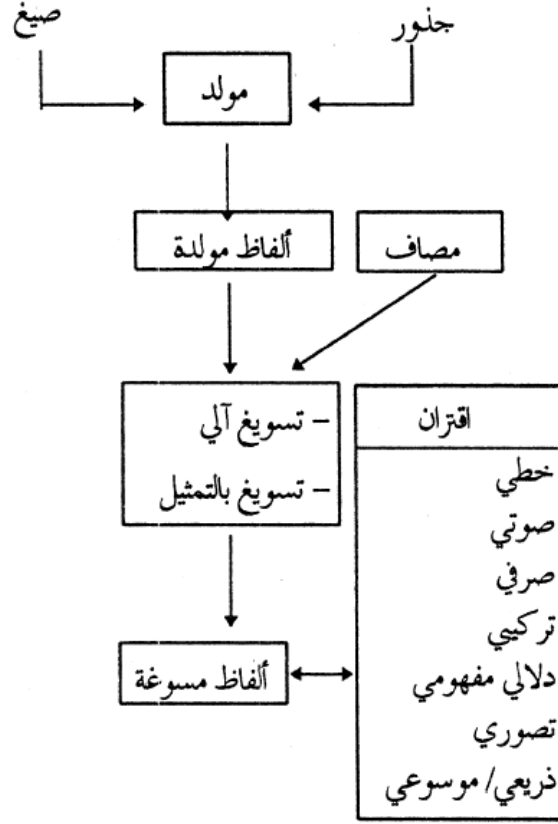 جذور
صيغ
مولد
مصاف
ألفاظ مولدة
– تسويغ آلي
– تسويغ بالتمثيل
ألفاظ مسوغة
اقتران
خطي
صوتي
صرفي
تركيبي
دلالي مفهومي
تصوري
ذريعي/ موسوعي